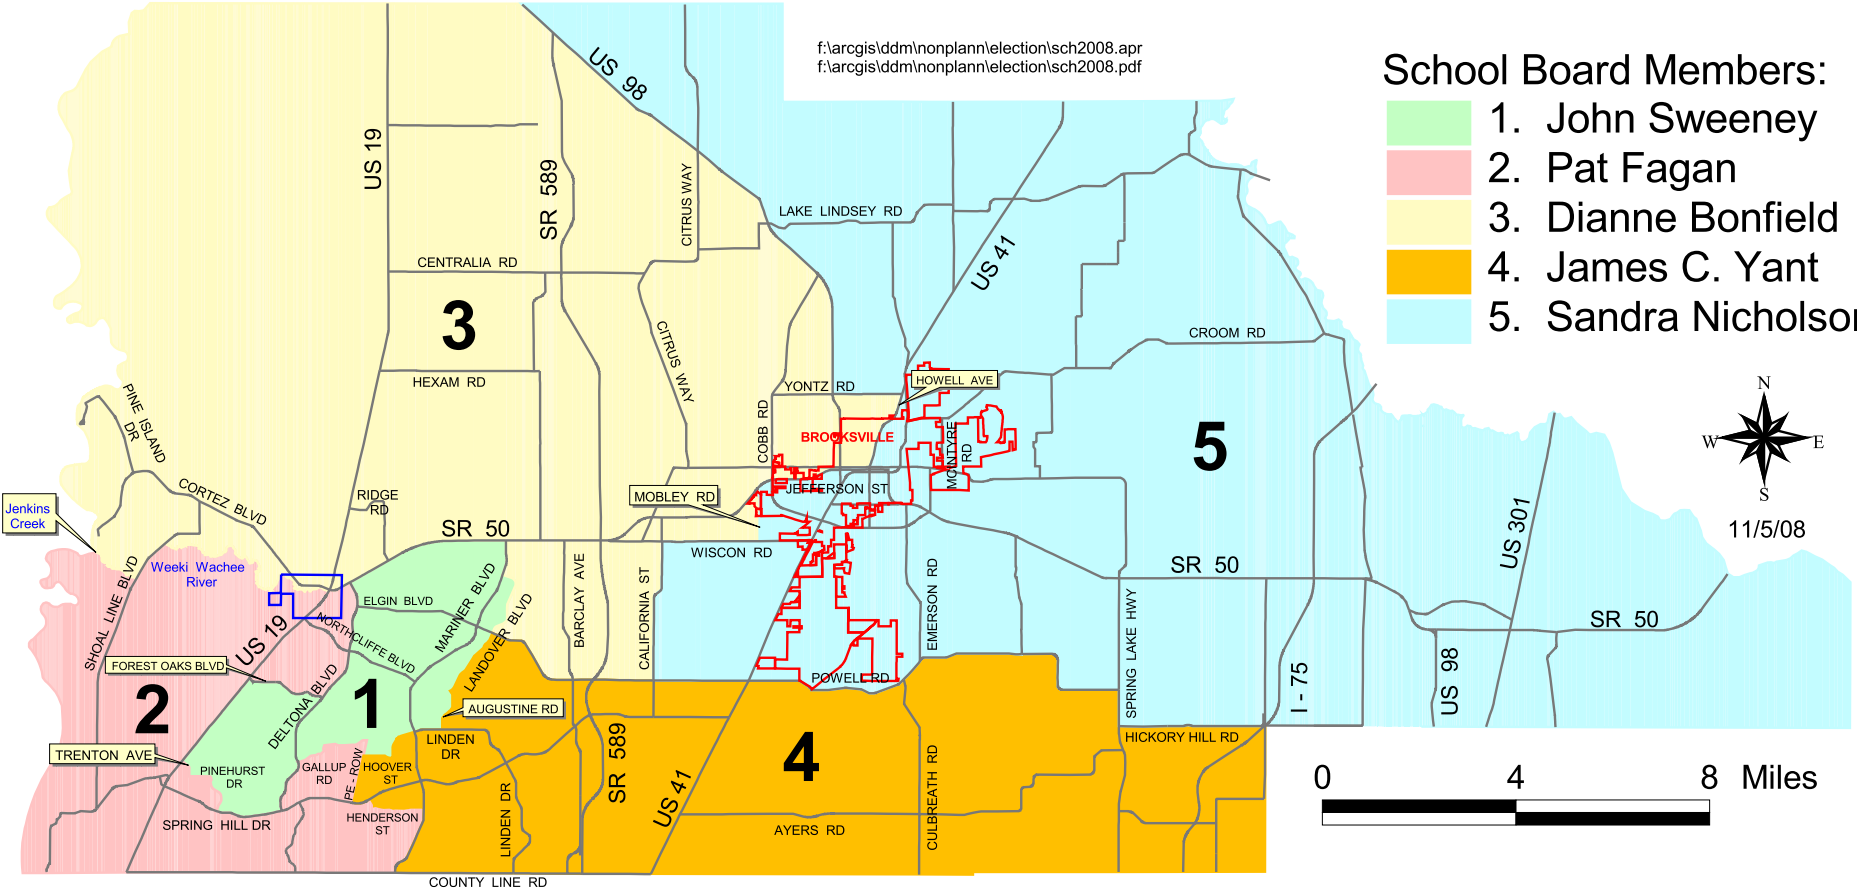 f:\arcgis\ddm\nonplann\election\sch2008.apr
f:\arcgis\ddm\nonplann\election\sch2008.pdf
School Board Members:
1. John Sweeney
2. Pat Fagan
3. Dianne Bonfield
4. James C. Yant
5. Sandra Nicholson
US 98
US 19
SR 589
CITRUS WAY
LAKE LINDSEY RD
US 41
CENTRALIA RD
3
CITRUS WAY
CROOM RD
HEXAM RD
YONTZ RD
HOWELL AVE
PINE ISLAND
DR
COBB RD
BROOKSVILLE
MCINTYRE
RD
5
N
W
E
S
11/5/08
CORTEZ BLVD
RIDGE
RD
MOBLEY RD
JEFFERSON ST
Jenkins
Creek
SR 50
WISCON RD
US 301
Weeki Wachee
River
SHOAL LINE BLVD
ELGIN BLVD
MARINER BLVD
BARCLAY AVE
CALIFORNIA ST
EMERSON RD
SR 50
SPRING LAKE HWY
SR 50
US 19
NORTHCLIFFE BLVD
LANDOVER BLVD
FOREST OAKS BLVD
POWELL RD
I - 75
US 98
2
1
DELTONA BLVD
AUGUSTINE RD
TRENTON AVE
LINDEN
DR
HICKORY HILL RD
PINEHURST
DR
GALLUP
RD
PE - ROW
HOOVER
ST
SR 589
4
US 41
CULBREATH RD
0
4
8 Miles
SPRING HILL DR
HENDERSON
ST
LINDEN DR
AYERS RD
COUNTY LINE RD